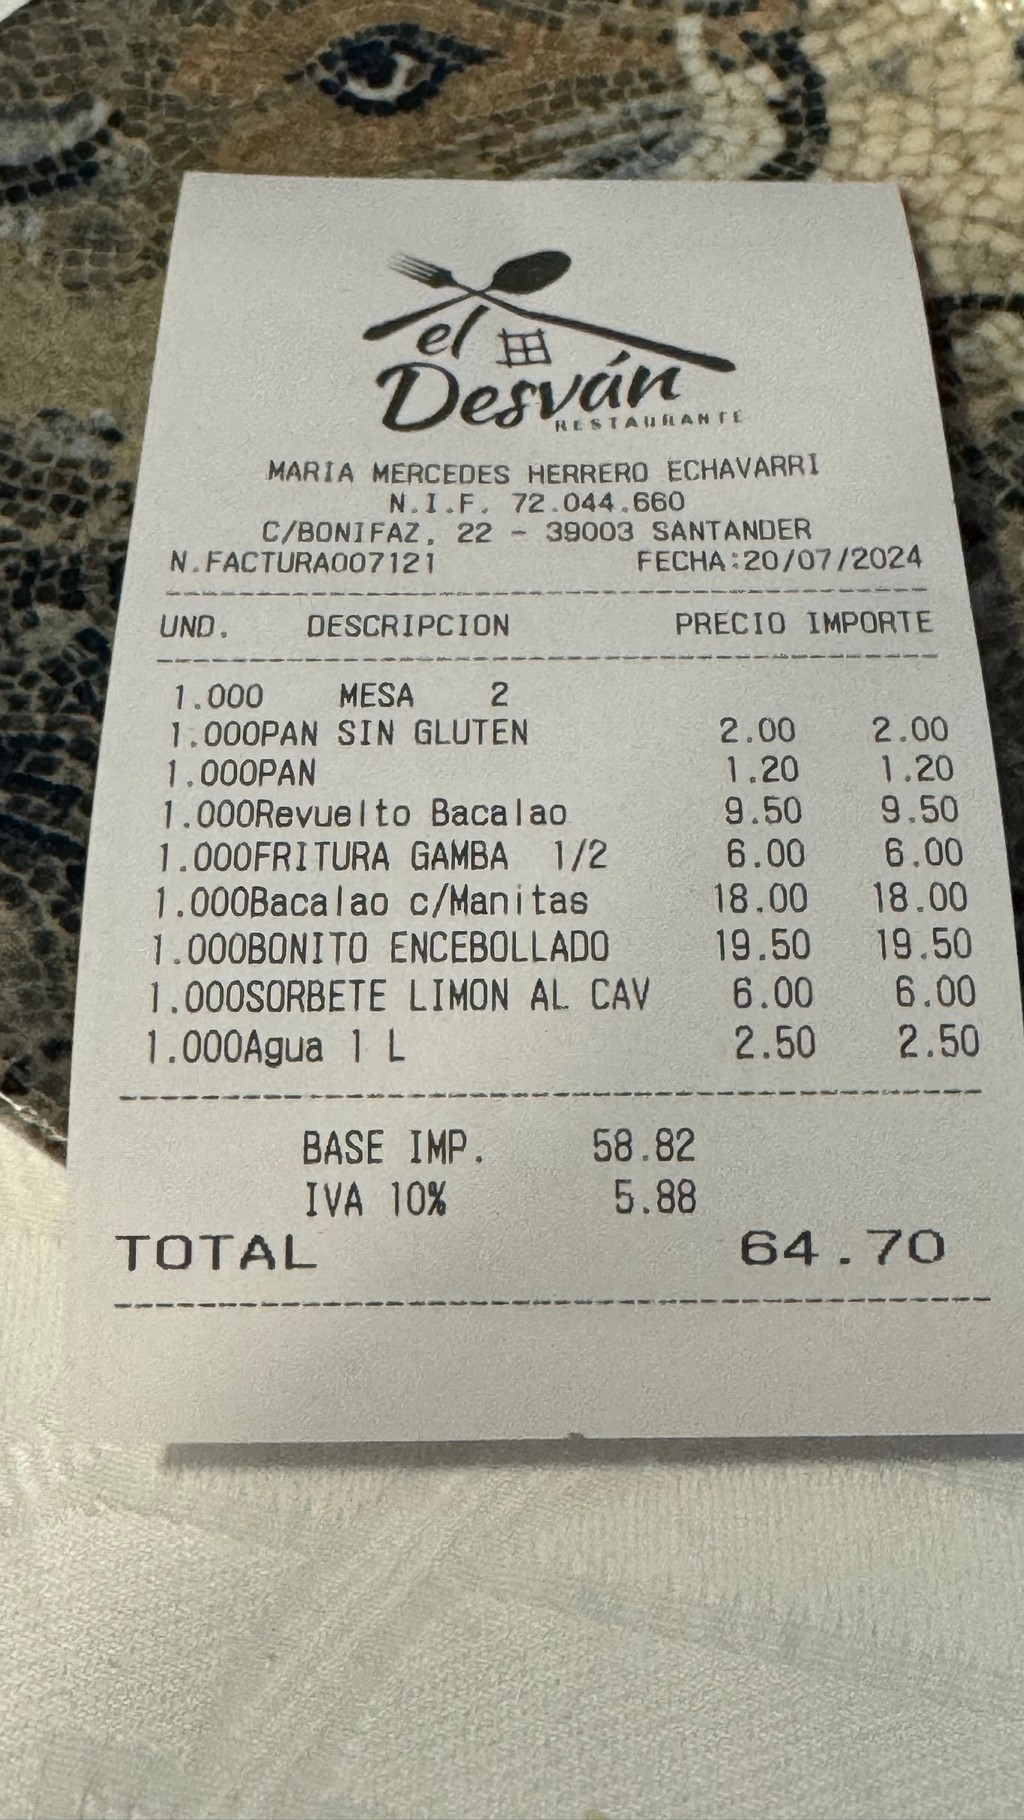 el
Desván
RESTAURANTE
MARIA MERCEDES HERRERO ECHAVARRI
N.I.F. 72.044.660
C/BONIFAZ, 22 - 39003 SANTANDER
N.FACTURA007121 FECHA:20/07/2024
UND. DESCRIPCION PRECIO IMPORTE
1.000 MESA 2
1.000PAN SIN GLUTEN 2.00 2.00
1.000PAN 1.20 1.20
1.000Revuelto Bacalao 9.50 9.50
1.000FRITURA GAMBA 1/2 6.00 6.00
1.000Bacalao c/Manitas 18.00 18.00
1.000BONITO ENCEBOLLADO 19.50 19.50
1.000SORBETE LIMON AL CAV 6.00 6.00
1.000Agua 1 L 2.50 2.50
BASE IMP. 58.82
IVA 10% 5.88
TOTAL 64.70